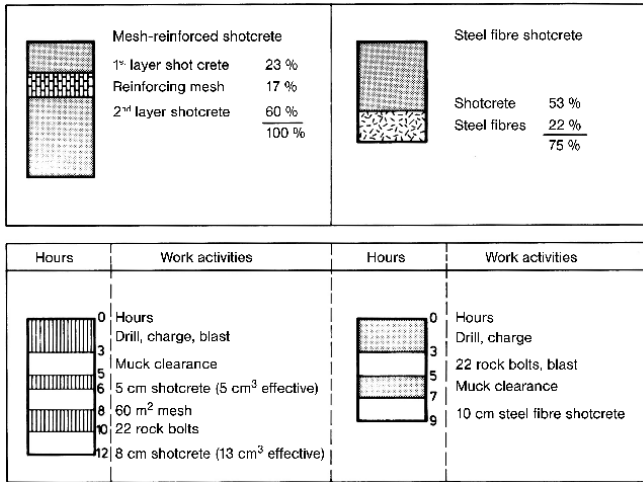 Mesh-reinforced shotcrete
1st layer shot crete 23 %
Reinforcing mesh 17 %
2nd layer shotcrete 60 %
100 %
Steel fibre shotcrete
Shotcrete 53 %
Steel fibres 22 %
75 %
Hours Work activities Hours Work activities
0 Hours
Drill, charge, blast
3
Muck clearance
5
6 5 cm shotcrete (5 cm³ effective)
8 60 m² mesh
10 22 rock bolts
12 8 cm shotcrete (13 cm³ effective)
0 Hours
Drill, charge
3
22 rock bolts, blast
5
Muck clearance
7
10 cm steel fibre shotcrete
9